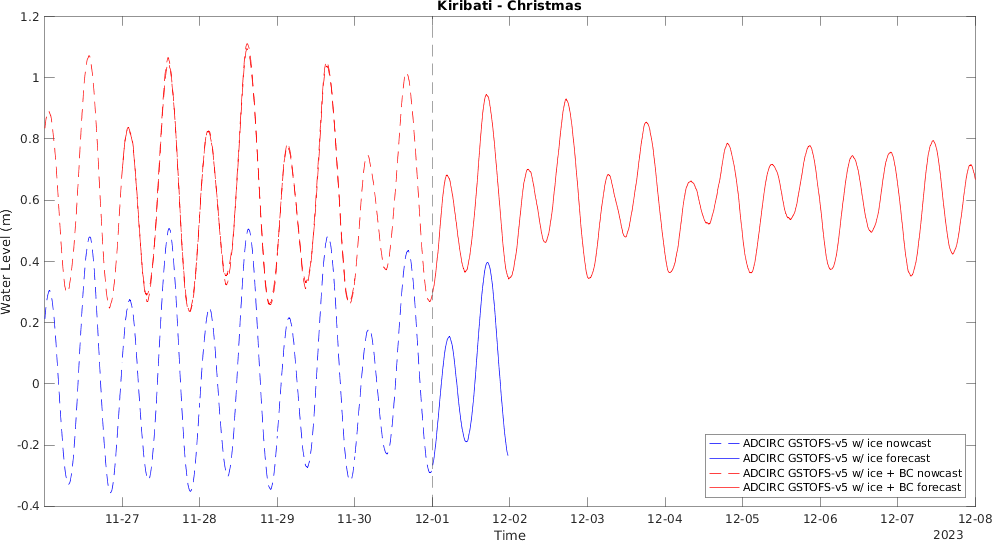 Kiribati - Christmas
Water Level (m)
1.2
1
0.8
0.6
0.4
0.2
0
-0.2
-0.4
ADCIRC GSTOFS-v5 w/ ice nowcast
ADCIRC GSTOFS-v5 w/ ice forecast
ADCIRC GSTOFS-v5 w/ ice + BC nowcast
ADCIRC GSTOFS-v5 w/ ice + BC forecast
11-27 11-28 11-29 11-30 12-01 12-02 12-03 12-04 12-05 12-06 12-07 12-08
Time
2023